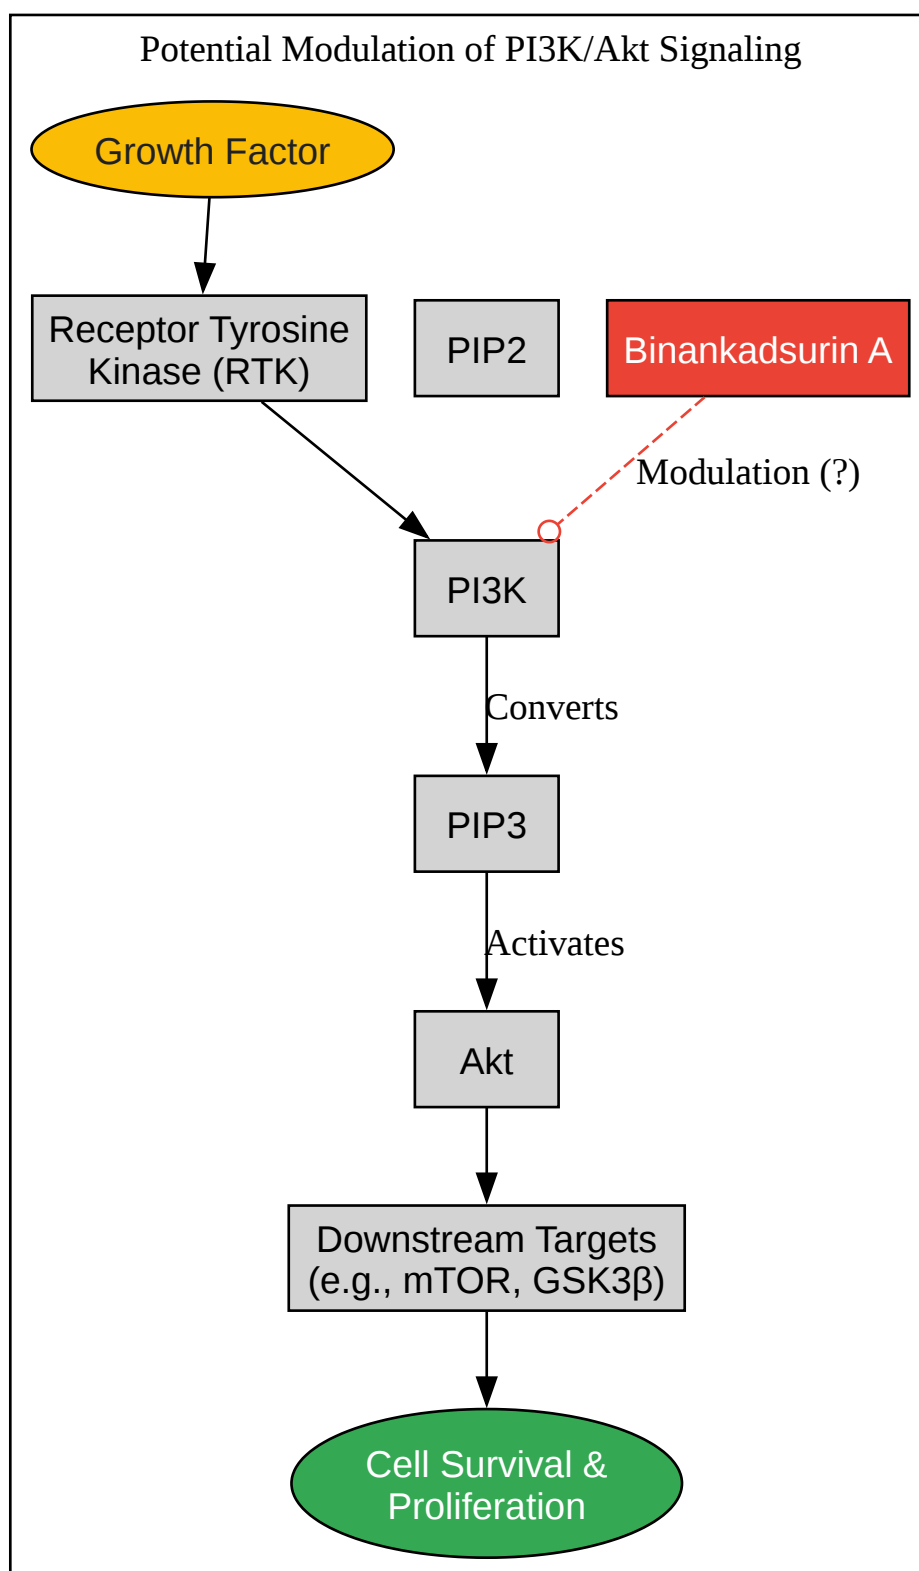 Potential Modulation of PI3K/Akt Signaling
Growth Factor
Receptor Tyrosine
Kinase (RTK)
PIP2
Binankadsurin A
Modulation (?)
PI3K
Converts
PIP3
Activates
Akt
Downstream Targets
(e.g., mTOR, GSK3β)
Cell Survival &
Proliferation